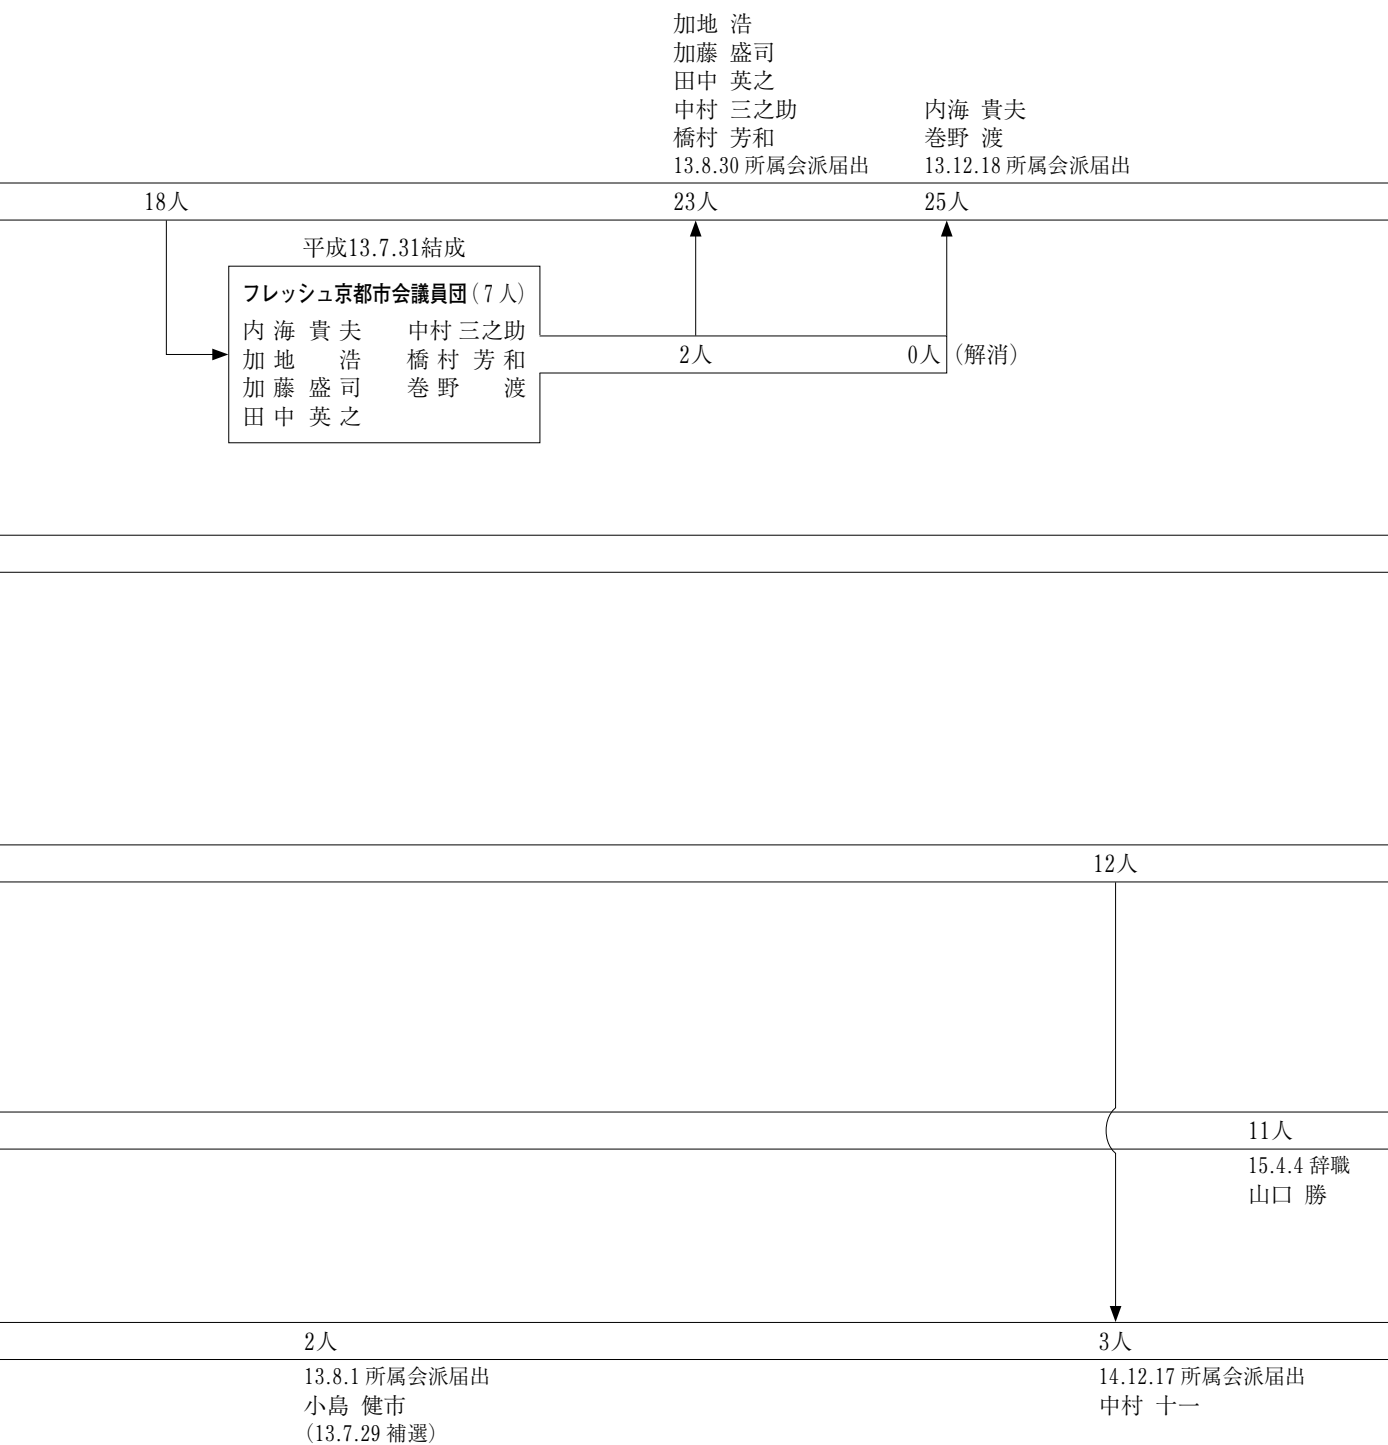 加地 浩
加藤 盛司
田中 英之
中村 三之助
橋村 芳和
13.8.30 所属会派届出
内海 貴夫
巻野 渡
13.12.18 所属会派届出
18人
23人
25人
平成13.7.31結成
フレッシュ京都市会議員団(7人)
内海 貴夫 中村 三之助
加地 浩 橋村 芳和
加藤 盛司 巻野 渡
田中 英之
2人
0人(解消)
12人
11人
15.4.4 辞職
山口 勝
2人
13.8.1 所属会派届出
小島 健市
(13.7.29 補選)
3人
14.12.17 所属会派届出
中村 十一